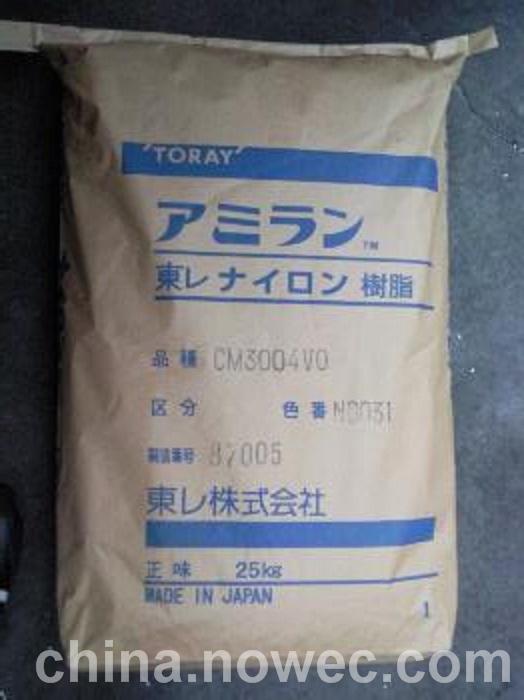 'TORAY'
アミラン™
東レ ナイロン 樹脂
品種 CM3004V0
区分 色番
製造番号 87005
東レ株式会社
正味 25kg
MADE IN JAPAN
1
china.nowec.com